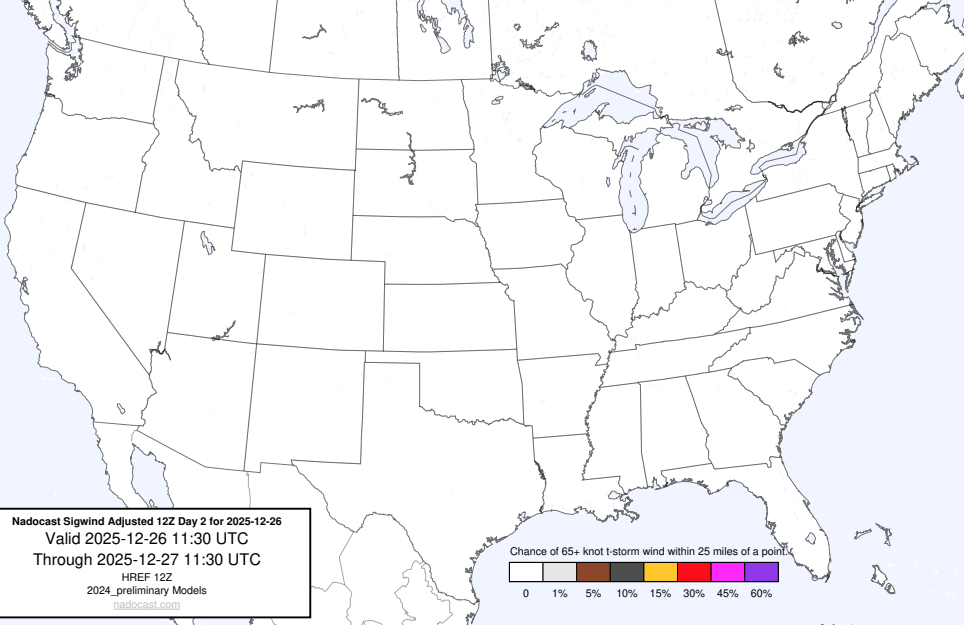 Nadocast Sigwind Adjusted 12Z Day 2 for 2025-12-26
Valid 2025-12-26 11:30 UTC
Through 2025-12-27 11:30 UTC
HREF 12Z
2024_preliminary Models
nadocast.com
Chance of 65+ knot t-storm wind within 25 miles of a point.
0 1% 5% 10% 15% 30% 45% 60%